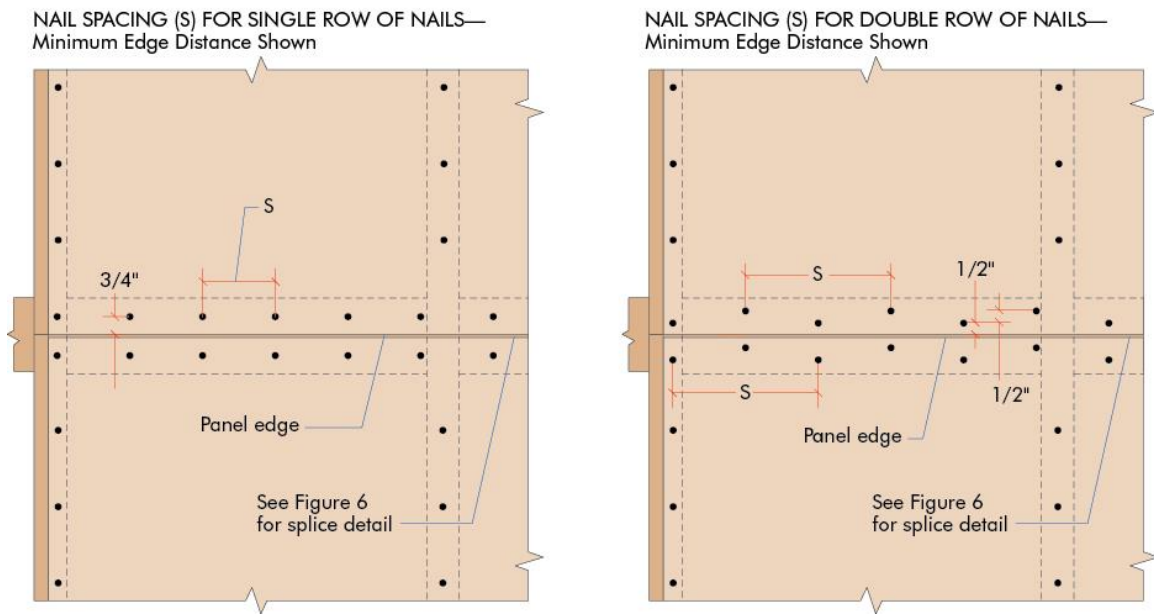 NAIL SPACING (S) FOR SINGLE ROW OF NAILS—
Minimum Edge Distance Shown
S
3/4"
Panel edge
See Figure 6
for splice detail
NAIL SPACING (S) FOR DOUBLE ROW OF NAILS—
Minimum Edge Distance Shown
S
1/2"
S
1/2"
Panel edge
See Figure 6
for splice detail